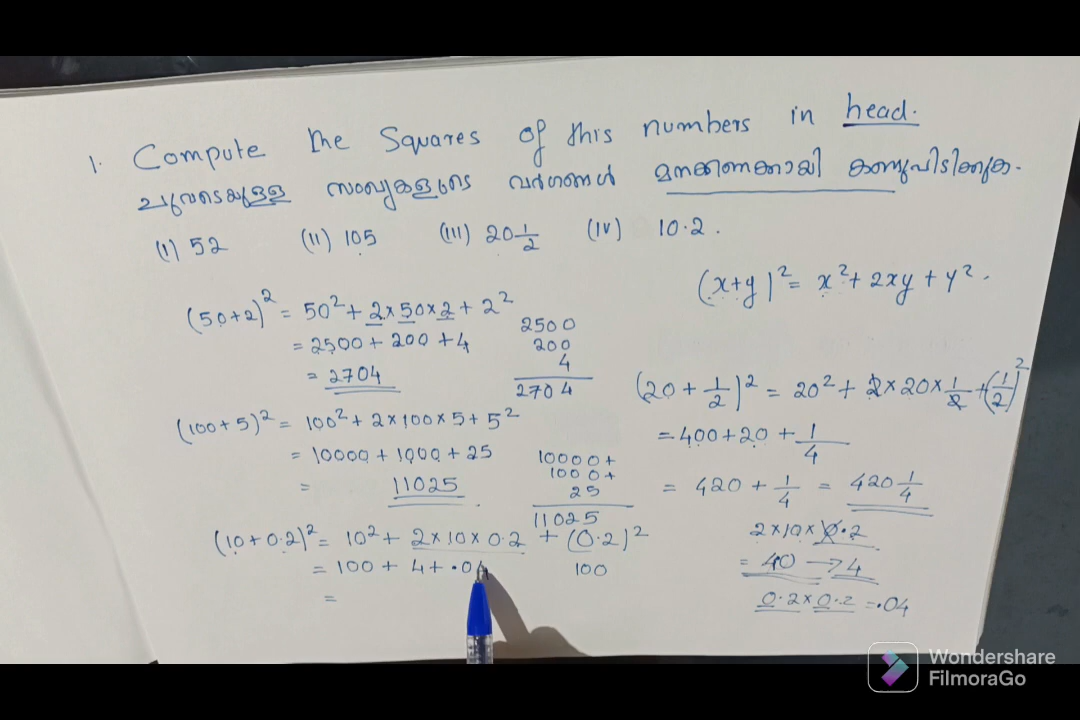 1. Compute the Squares of this numbers in head.
ചുവടെയുള്ള സംഖ്യകളുടെ വർഗങ്ങൾ മനക്കണക്കായി കണ്ടുപിടിക്കുക.
(I) 52 (II) 105 (III) 20 1/2 (IV) 10.2.
(x+y)² = x² + 2xy + y².
(50+2)² = 50² + 2×50×2 + 2²
= 2500 + 200 + 4
= 2704
2500
200
4
2704
(100+5)² = 100² + 2×100×5 + 5²
= 10000 + 1000 + 25
= 11025
10000+
1000+
25
11025
(20 + 1/2)² = 20² + 2×20×1/2 + (1/2)²
= 400+20 + 1/4
= 420 + 1/4 = 420 1/4
(10+0.2)² = 10² + 2×10×0.2 + (0.2)²
= 100 + 4 + .04
=
100
2×10×0.2
= 40 → 4
0.2×0.2 = .04
Wondershare
FilmoraGo